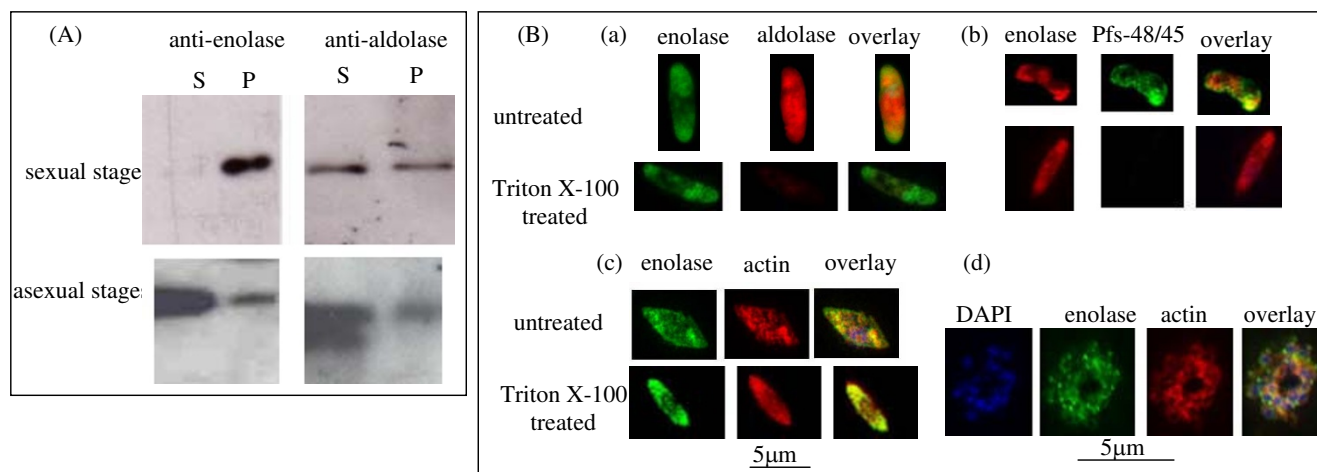 (A)
anti-enolase anti-aldolase
S P S P
sexual stage
asexual stage
(B) (a) enolase aldolase overlay
untreated
Triton X-100
treated
(b) enolase Pfs-48/45 overlay
(c) enolase actin overlay
untreated
Triton X-100
treated
5μm
(d)
DAPI enolase actin overlay
5μm